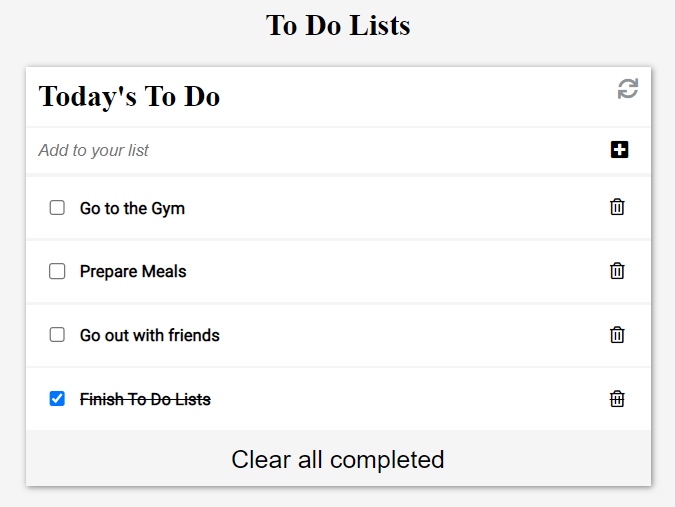 To Do Lists
Today's To Do
Add to your list
Go to the Gym
Prepare Meals
Go out with friends
Finish To Do Lists
Clear all completed